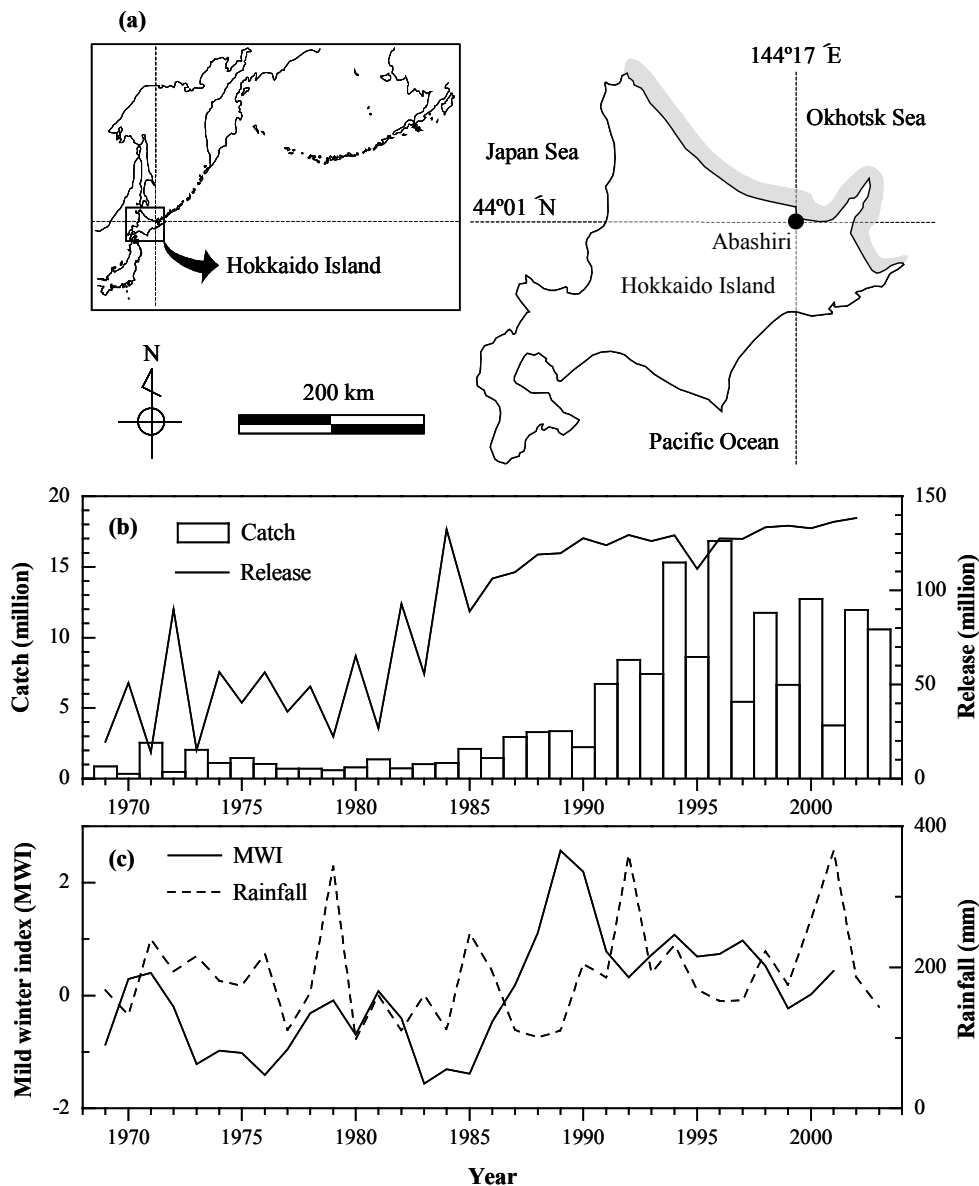 (a)
144º17 ´E
Okhotsk Sea
Japan Sea
44º01 ´N
Abashiri
Hokkaido Island
Hokkaido Island
N
200 km
Pacific Ocean
(b)
Catch
Release
Catch (million)
20
15
10
5
0
Release (million)
150
100
50
0
1970 1975 1980 1985 1990 1995 2000
(c)
MWI
Rainfall
Mild winter index (MWI)
2
0
-2
Rainfall (mm)
400
200
0
1970 1975 1980 1985 1990 1995 2000
Year